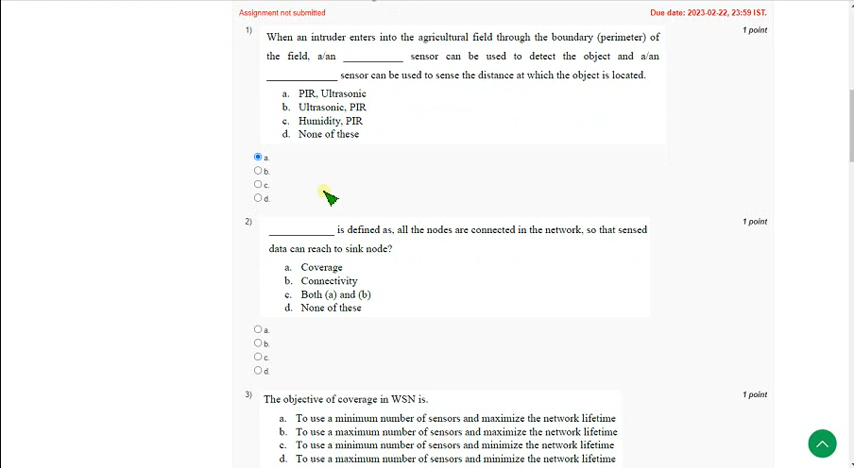 Assignment not submitted
Due date: 2023-02-22, 23:59 IST.
1)
1 point
When an intruder enters into the agricultural field through the boundary (perimeter) of
the field, a/an ____________ sensor can be used to detect the object and a/an
______________ sensor can be used to sense the distance at which the object is located.
a. PIR, Ultrasonic
b. Ultrasonic, PIR
c. Humidity, PIR
d. None of these
a.
b.
c.
d.
2)
1 point
_____________ is defined as, all the nodes are connected in the network, so that sensed
data can reach to sink node?
a. Coverage
b. Connectivity
c. Both (a) and (b)
d. None of these
a.
b.
c.
d.
3)
1 point
The objective of coverage in WSN is.
a. To use a minimum number of sensors and maximize the network lifetime
b. To use a maximum number of sensors and maximize the network lifetime
c. To use a minimum number of sensors and minimize the network lifetime
d. To use a maximum number of sensors and minimize the network lifetime